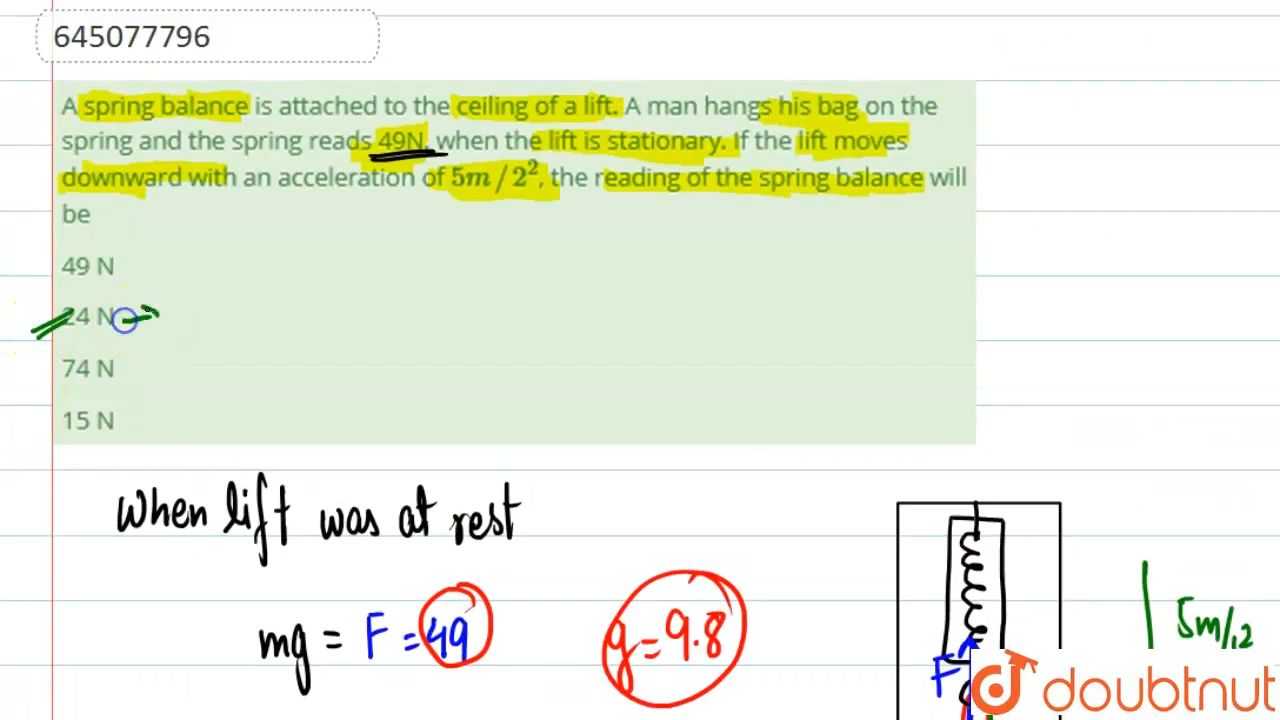 645077796
A spring balance is attached to the ceiling of a lift. A man hangs his bag on the
spring and the spring reads 49N, when the lift is stationary. If the lift moves
downward with an acceleration of 5m/2², the reading of the spring balance will
be
49 N
24 N
74 N
15 N
When lift was at rest
mg = F = 49
g = 9.8
5m/s2
F
doubtnut